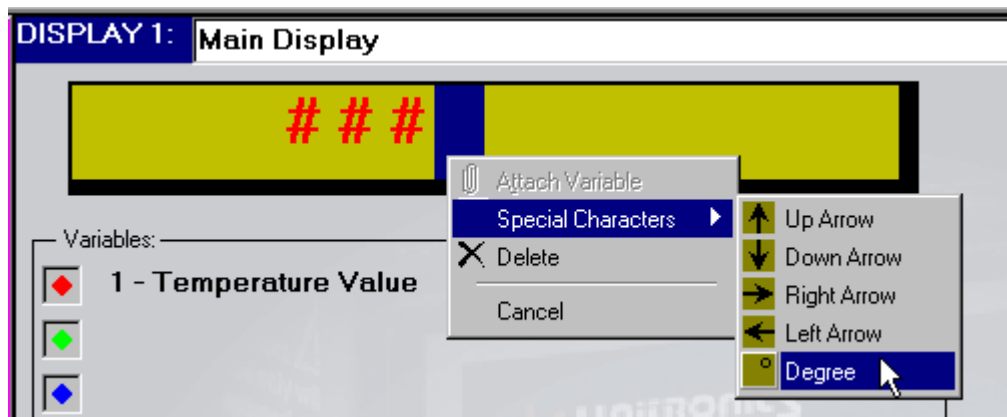 DISPLAY 1: Main Display
# # #
Attach Variable
Special Characters
Delete
Cancel
Up Arrow
Down Arrow
Right Arrow
Left Arrow
Degree
Variables:
1 - Temperature Value